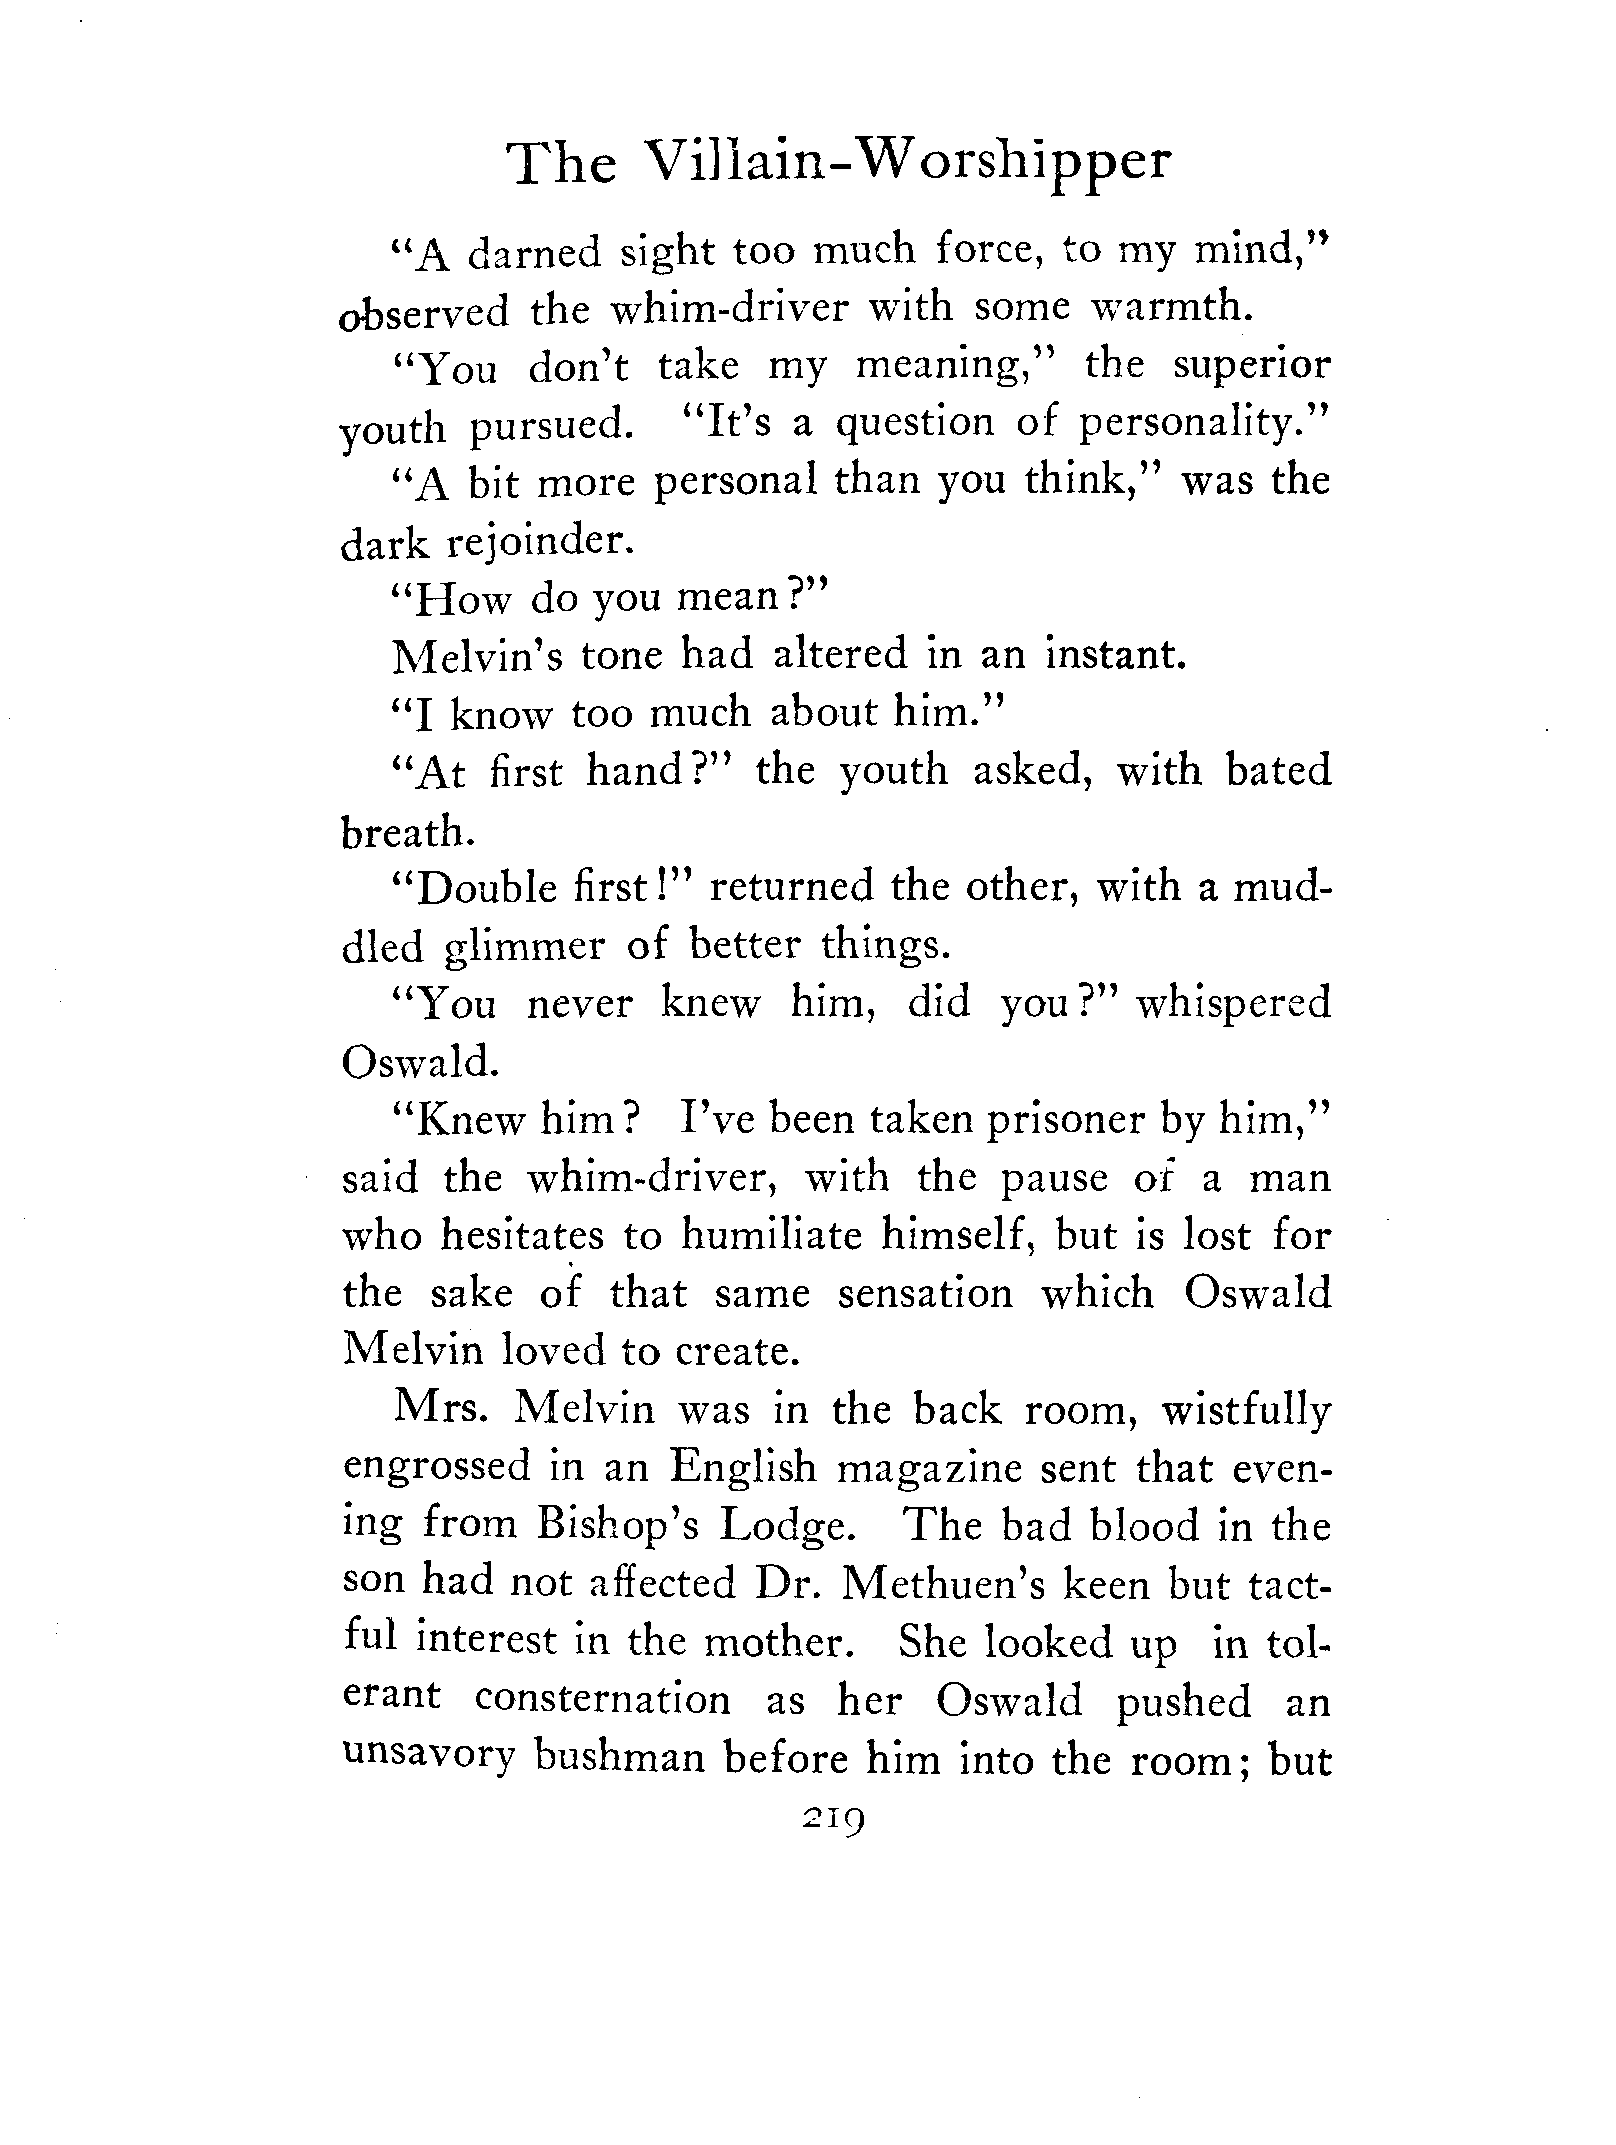 The Villain-Worshipper
"A darned sight too much force, to my mind,"
observed the whim-driver with some warmth.
"You don't take my meaning," the superior
youth pursued. "It's a question of personality."
"A bit more personal than you think," was the
dark rejoinder.
"How do you mean?"
Melvin's tone had altered in an instant.
"I know too much about him."
"At first hand?" the youth asked, with bated
breath.
"Double first!" returned the other, with a mud-
dled glimmer of better things.
"You never knew him, did you?" whispered
Oswald.
"Knew him? I've been taken prisoner by him,"
said the whim-driver, with the pause of a man
who hesitates to humiliate himself, but is lost for
the sake of that same sensation which Oswald
Melvin loved to create.
Mrs. Melvin was in the back room, wistfully
engrossed in an English magazine sent that even-
ing from Bishop's Lodge. The bad blood in the
son had not affected Dr. Methuen's keen but tact-
ful interest in the mother. She looked up in tol-
erant consternation as her Oswald pushed an
unsavory bushman before him into the room; but
219